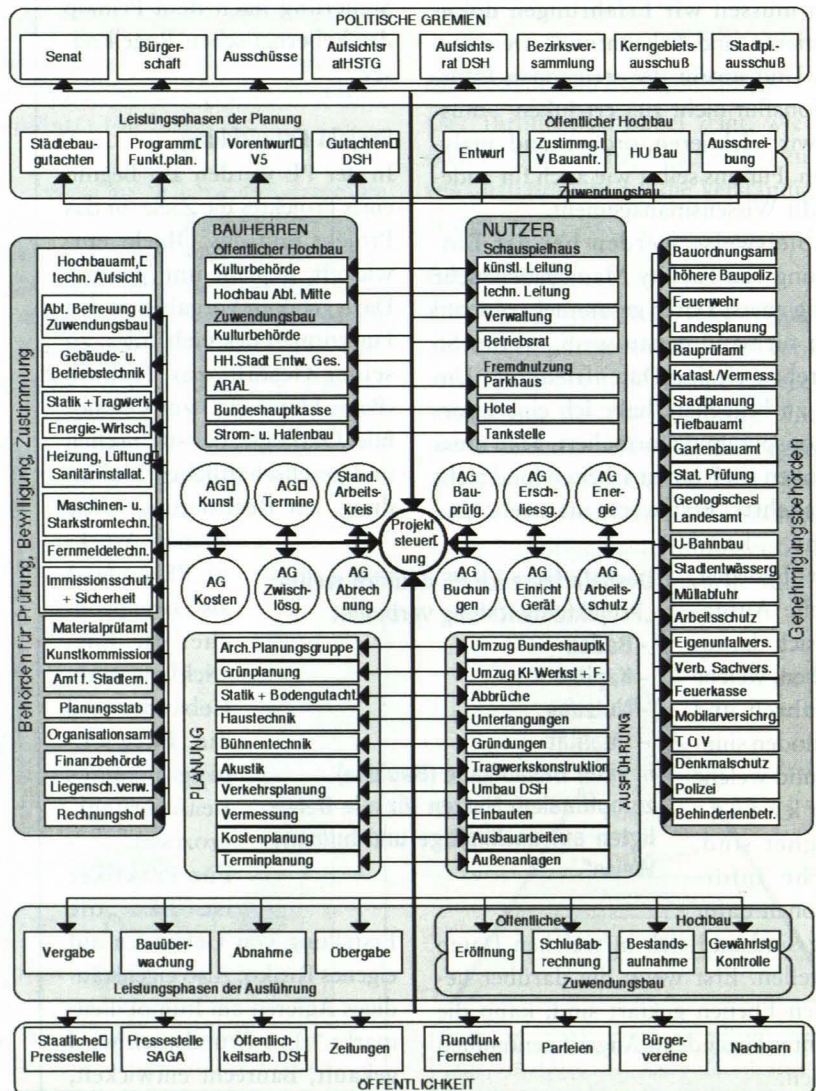 POLITISCHE GREMIEN
Senat
Bürger-
schaft
Ausschüsse
Aufsichtsr
atHSTG
Aufsichts-
rat DSH
Bezirksver-
sammlung
Kerngebiets-
ausschuß
Stadtpl.-
ausschuß
Leistungsphasen der Planung
Städtebau-
gutachten
Programm
Funkt.plan.
Vorentwurf
V5
Gutachten
DSH
Öffentlicher Hochbau
Entwurf
Zustimmg.I
V Bauantr.
HU Bau
Ausschrei-
bung
Zuwendungsbau
Behörden für Prüfung, Bewilligung, Zustimmung
Hochbauamt,
techn. Aufsicht
Abt. Betreuung u.
Zuwendungsbau
Gebäude- u.
Betriebstechnik
Statik +Tragwerk
Energie-Wirtsch.
Heizung, Lüftung
Sanitärinstallat.
Maschinen- u.
Starkstromtechn.
Fernmeldetechn.
Immissionsschutz
+ Sicherheit
Materialprüfamt
Kunstkommission
Amt f. Stadtern.
Planungsstab
Organisationsamt
Finanzbehörde
Liegensch.verw.
Rechnungshof
BAUHERREN
Öffentlicher Hochbau
Kulturbehörde
Hochbau Abt. Mitte
Zuwendungsbau
Kulturbehörde
HH.Stadt Entw. Ges.
ARAL
Bundeshauptkasse
Strom- u. Hafenbau
NUTZER
Schauspielhaus
künstl. Leitung
techn. Leitung
Verwaltung
Betriebsrat
Fremdnutzung
Parkhaus
Hotel
Tankstelle
AG
Kunst
AG
Termine
Stand.
Arbeits-
kreis
AG
Bau-
prüfg.
AG
Ersch-
liessg.
AG
Ener-
gie
Projekt
steuer
ung
AG
Kosten
AG
Zwisch-
lösg.
AG
Abrech
nung
AG
Buchun
gen
AG
Einricht
Gerät
AG
Arbeits-
schutz
PLANUNG
Arch.Planungsgruppe
Grünplanung
Statik + Bodengutacht.
Haustechnik
Bühnentechnik
Akustik
Verkehrsplanung
Vermessung
Kostenplanung
Terminplanung
AUSFÜHRUNG
Umzug Bundeshauptk.
Umzug KI-Werkst + F.
Abbrüche
Unterfangungen
Gründungen
Tragwerkskonstruktion
Umbau DSH
Einbauten
Ausbauarbeiten
Außenanlagen
Genehmigungsbehörden
Bauordnungsamt
höhere Baupoliz.
Feuerwehr
Landesplanung
Bauprüfamt
Katast./Vermess.
Stadtplanung
Tiefbauamt
Gartenbauamt
Stat. Prüfung
Geologisches
Landesamt
U-Bahnbau
Stadtentwässerg
Müllabfuhr
Arbeitsschutz
Eigenunfallvers.
Verb. Sachvers.
Feuerkasse
Mobilarversichrg.
T Ü V
Denkmalschutz
Polizei
Behindertenbetr.
Vergabe
Bauüber-
wachung
Abnahme
Übergabe
Leistungsphasen der Ausführung
Öffentlicher Hochbau
Eröffnung
Schlußab-
rechnung
Bestands-
aufnahme
Gewährlstg
Kontrolle
Zuwendungsbau
Staatliche
Pressestelle
Pressestelle
SAGA
Öffentlich-
keitsarb. DSH
Zeitungen
Rundfunk
Fernsehen
Parteien
Bürger-
vereine
Nachbarn
ÖFFENTLICHKEIT